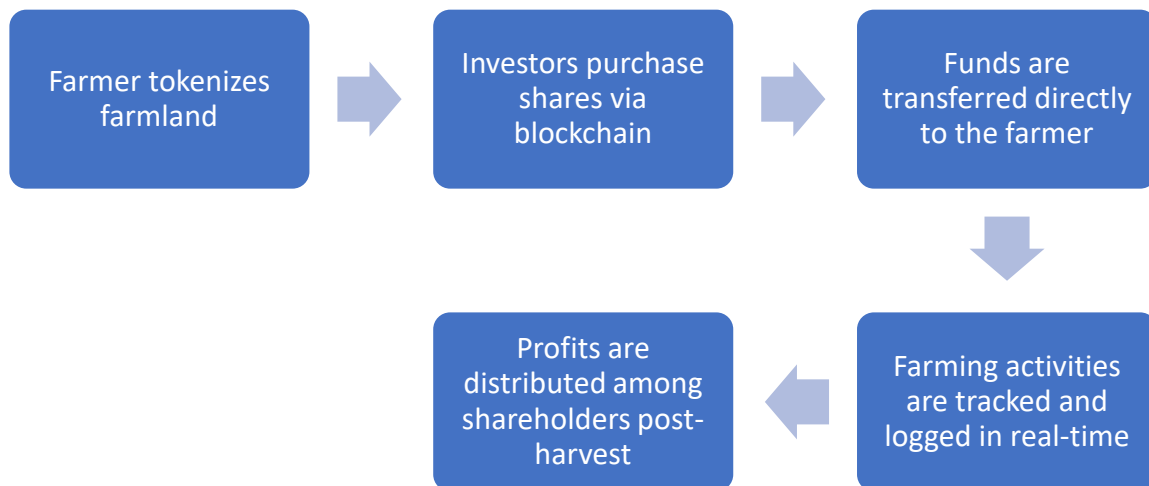 Farmer tokenizes
farmland
Investors purchase
shares via
blockchain
Funds are
transferred directly
to the farmer
Farming activities
are tracked and
logged in real-time
Profits are
distributed among
shareholders post-
harvest